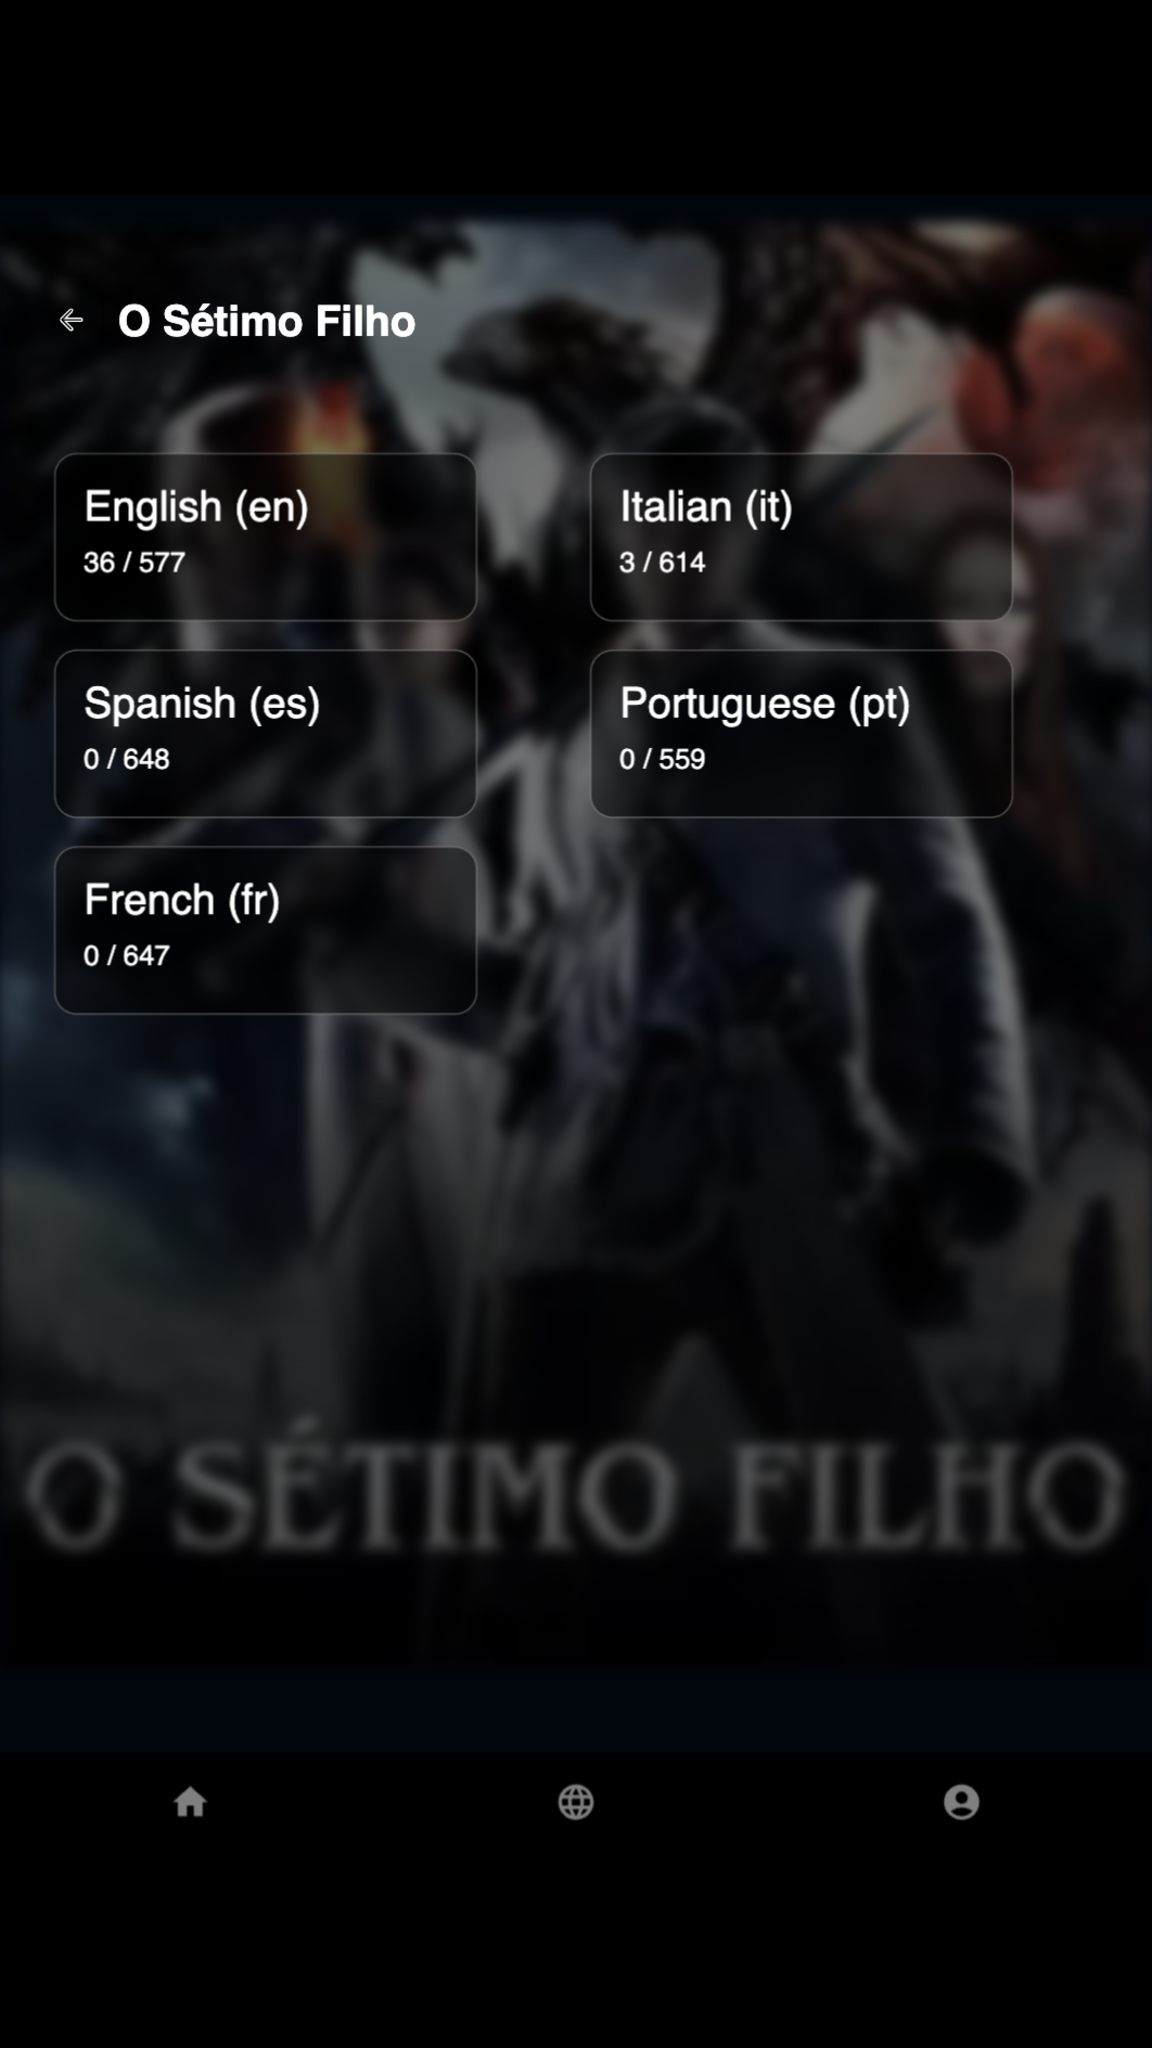 O Sétimo Filho
English (en)
36 / 577
Italian (it)
3 / 614
Spanish (es)
0 / 648
Portuguese (pt)
0 / 559
French (fr)
0 / 647
O SÉTIMO FILHO